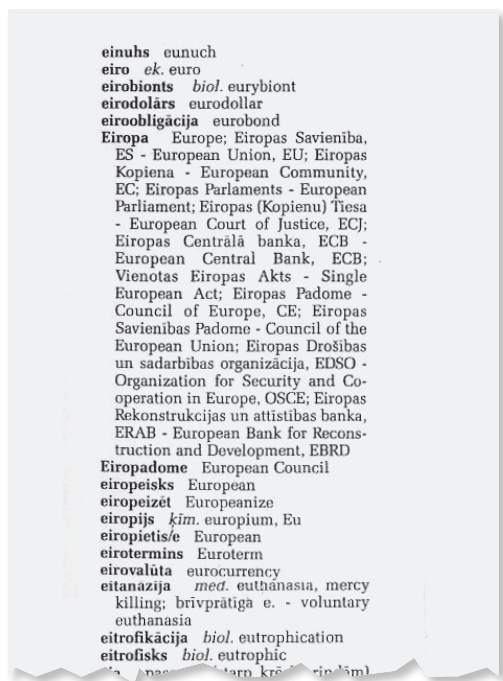 einuhs eunuch
eiro ek. euro
eirobionts biol. eurybiont
eirodolārs eurodollar
eiroobligācija eurobond
Eiropa Europe; Eiropas Savienība,
ES - European Union, EU; Eiropas
Kopiena - European Community,
EC; Eiropas Parlaments - European
Parliament; Eiropas (Kopienu) Tiesa
- European Court of Justice, ECJ;
Eiropas Centrālā banka, ECB -
European Central Bank, ECB;
Vienotas Eiropas Akts - Single
European Act; Eiropas Padome -
Council of Europe, CE; Eiropas
Savienības Padome - Council of the
European Union; Eiropas Drošības
un sadarbības organizācija, EDSO -
Organization for Security and Co-
operation in Europe, OSCE; Eiropas
Rekonstrukcijas un attīstības banka,
ERAB - European Bank for Recons-
truction and Development, EBRD
Eiropadome European Council
eiropeisks European
eiropeizēt Europeanize
eiropijs ķīm. europium, Eu
eiropietis/e European
eirotermins Euroterm
eirovalūta eurocurrency
eitanāzija med. euthanasia, mercy
killing; brīvprātīga e. - voluntary
euthanasia
eitrofikācija biol. eutrophication
eitrofisks biol. eutrophic